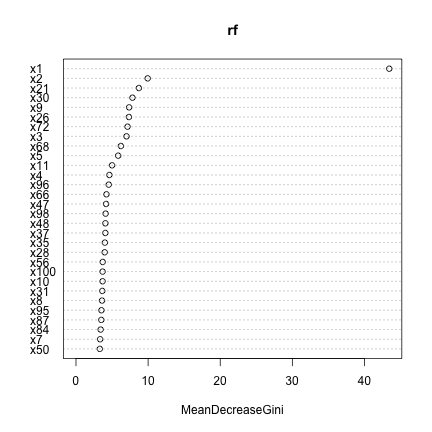 rf
x1
x2
x21
x30
x9
x26
x72
x3
x68
x5
x11
x4
x96
x66
x47
x98
x48
x37
x35
x28
x56
x100
x10
x31
x8
x95
x87
x84
x7
x50
0 10 20 30 40
MeanDecreaseGini